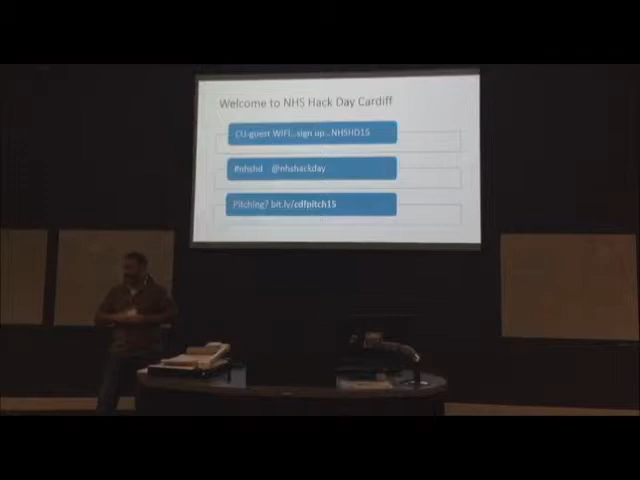 Welcome to NHS Hack Day Cardiff
CU-guest WiFi...sign up...NHSHD15
#nhshd @nhshackday
Pitching? bit.ly/cdfpitch15